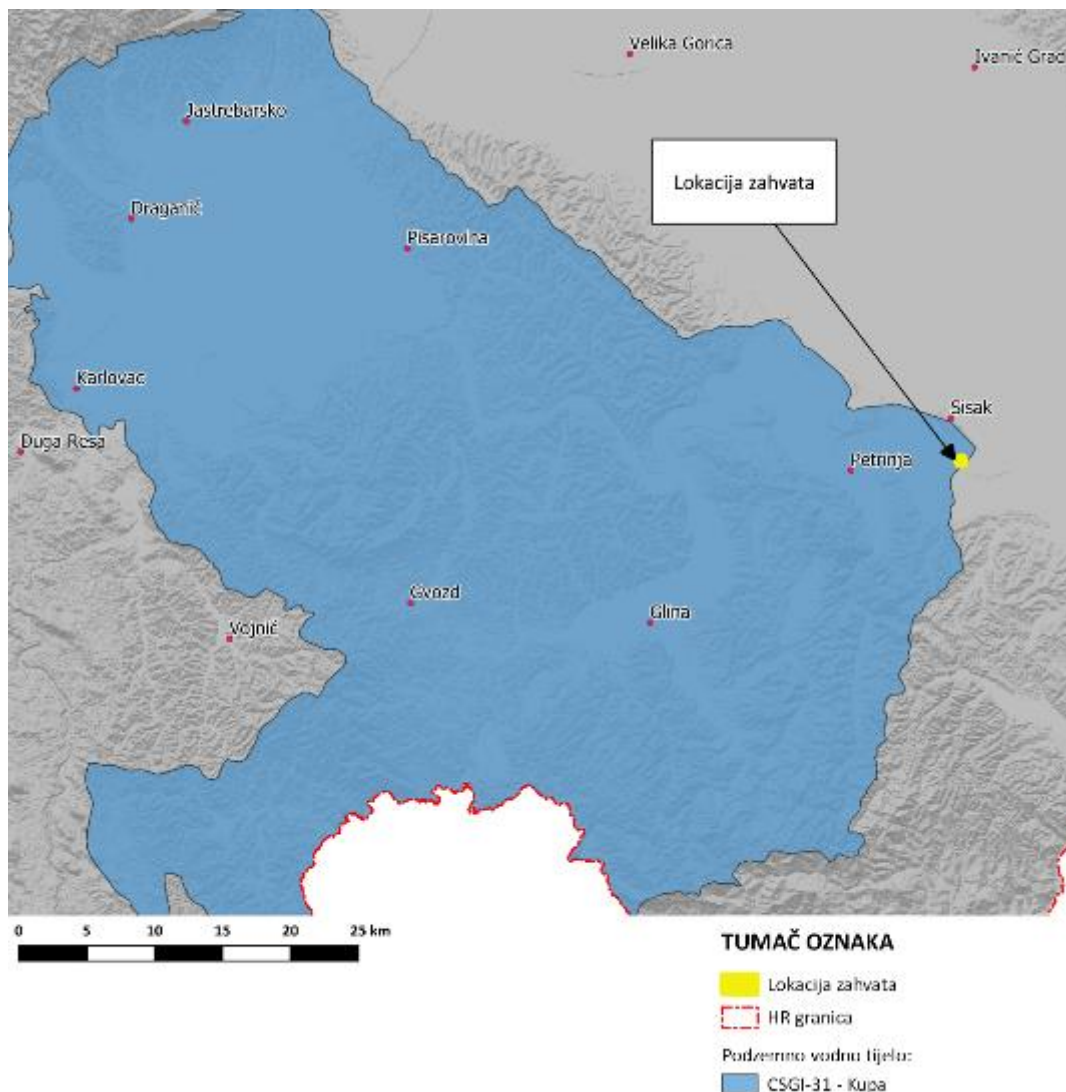 Velika Gorica
Ivanić Grad
Jastrebarsko
Lokacija zahvata
Draganić
Pisarovina
Karlovac
Sisak
Duga Resa
Petrinja
Gvozd
Glina
Vojnić
0 5 10 15 20 25 km
TUMAČ OZNAKA
Lokacija zahvata
HR granica
Podzemno vodno tijelo:
CSGI-31 - Kupa